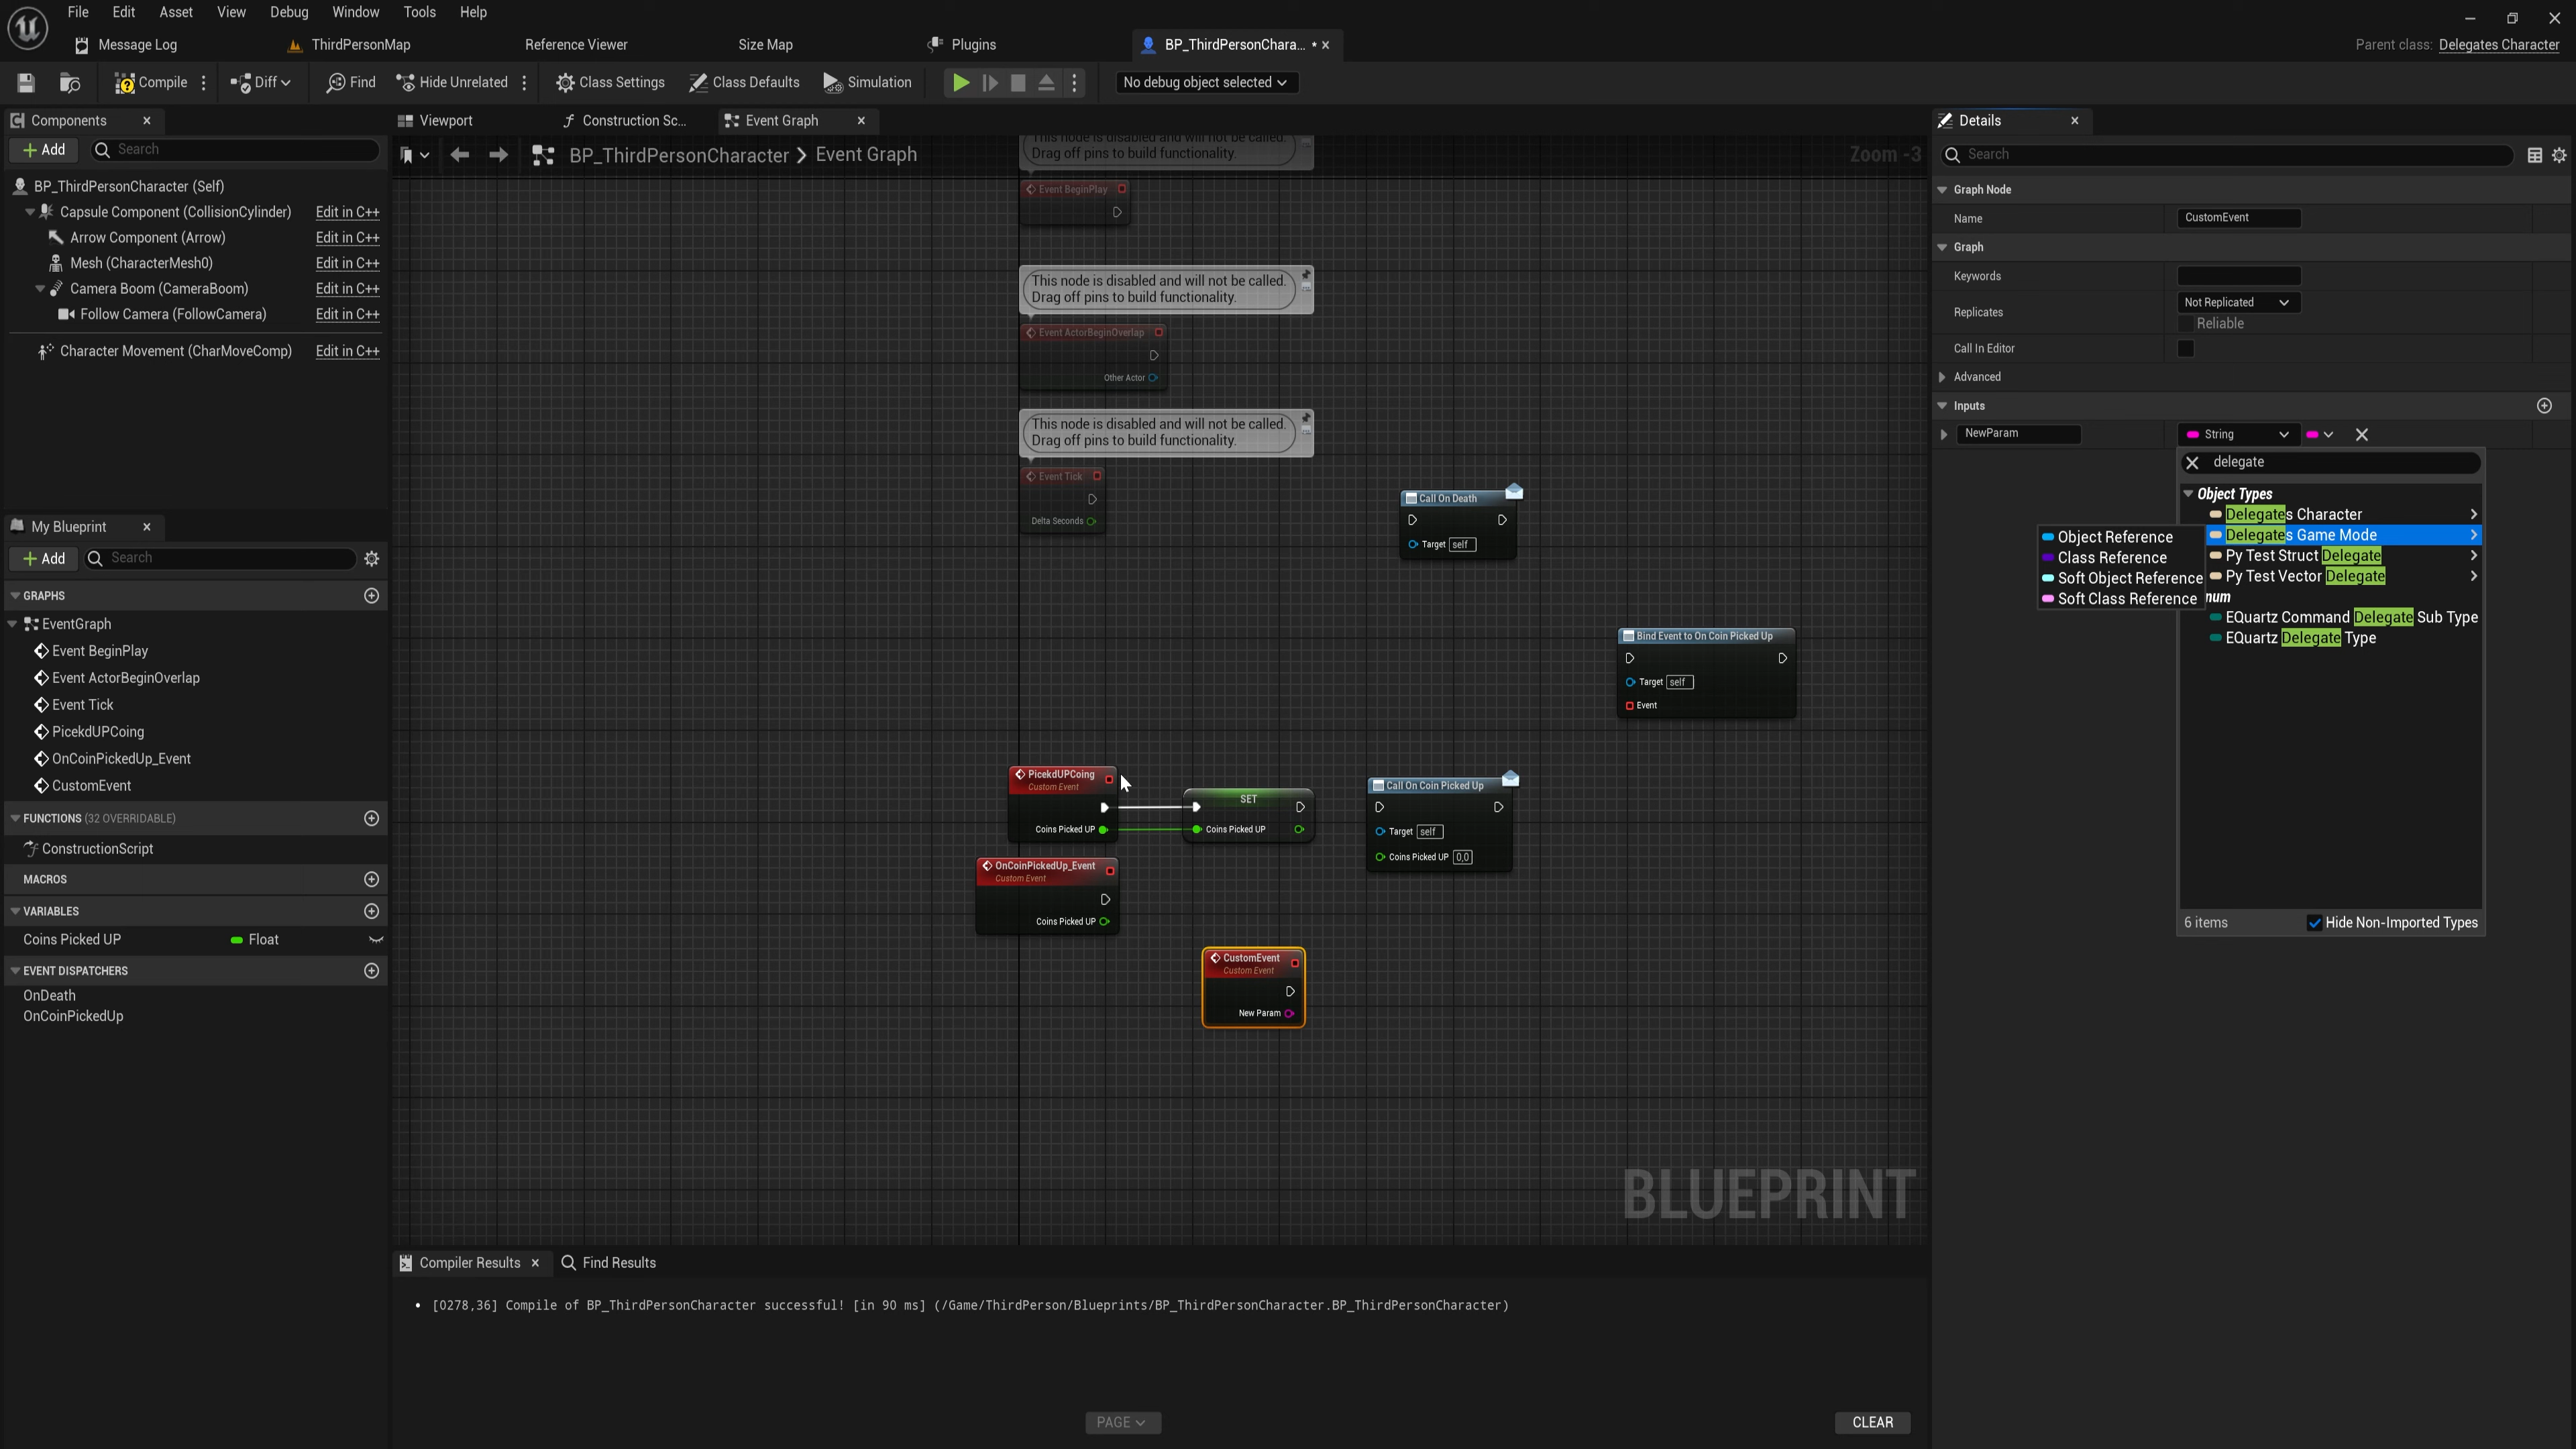 File Edit Asset View Debug Window Tools Help
Message Log ThirdPersonMap Reference Viewer Size Map Plugins BP_ThirdPersonChara... * Parent class: Delegates Character
Compile Diff Find Hide Unrelated Class Settings Class Defaults Simulation No debug object selected
Components
Add Search
BP_ThirdPersonCharacter (Self)
Capsule Component (CollisionCylinder) Edit in C++
Arrow Component (Arrow) Edit in C++
Mesh (CharacterMesh0) Edit in C++
Camera Boom (CameraBoom) Edit in C++
Follow Camera (FollowCamera) Edit in C++
Character Movement (CharMoveComp) Edit in C++
My Blueprint
Add Search
GRAPHS
EventGraph
Event BeginPlay
Event ActorBeginOverlap
Event Tick
PicekdUPCoing
OnCoinPickedUp_Event
CustomEvent
FUNCTIONS (32 OVERRIDABLE)
ConstructionScript
MACROS
VARIABLES
Coins Picked UP Float
EVENT DISPATCHERS
OnDeath
OnCoinPickedUp
Viewport Construction Sc... Event Graph
BP_ThirdPersonCharacter > Event Graph Zoom -3
This node is disabled and will not be called.
Drag off pins to build functionality.
Event BeginPlay
This node is disabled and will not be called.
Drag off pins to build functionality.
Event ActorBeginOverlap
Other Actor
This node is disabled and will not be called.
Drag off pins to build functionality.
Event Tick
Delta Seconds
Call On Death
Target self
Bind Event to On Coin Picked Up
Target self
Event
PicekdUPCoing
Custom Event
Coins Picked UP
SET
Coins Picked UP
Call On Coin Picked Up
Target self
Coins Picked UP 0,0
OnCoinPickedUp_Event
Custom Event
Coins Picked UP
CustomEvent
Custom Event
New Param
BLUEPRINT
Compiler Results Find Results
[0278,36] Compile of BP_ThirdPersonCharacter successful! [in 90 ms] (/Game/ThirdPerson/Blueprints/BP_ThirdPersonCharacter.BP_ThirdPersonCharacter)
PAGE CLEAR
Details
Search
Graph Node
Name CustomEvent
Graph
Keywords
Replicates Not Replicated
Reliable
Call In Editor
Advanced
Inputs
NewParam String
delegate
Object Types
Delegates Character
Delegates Game Mode
Py Test Struct Delegate
Py Test Vector Delegate
num
EQuartz Command Delegate Sub Type
EQuartz Delegate Type
6 items Hide Non-Imported Types
Object Reference
Class Reference
Soft Object Reference
Soft Class Reference